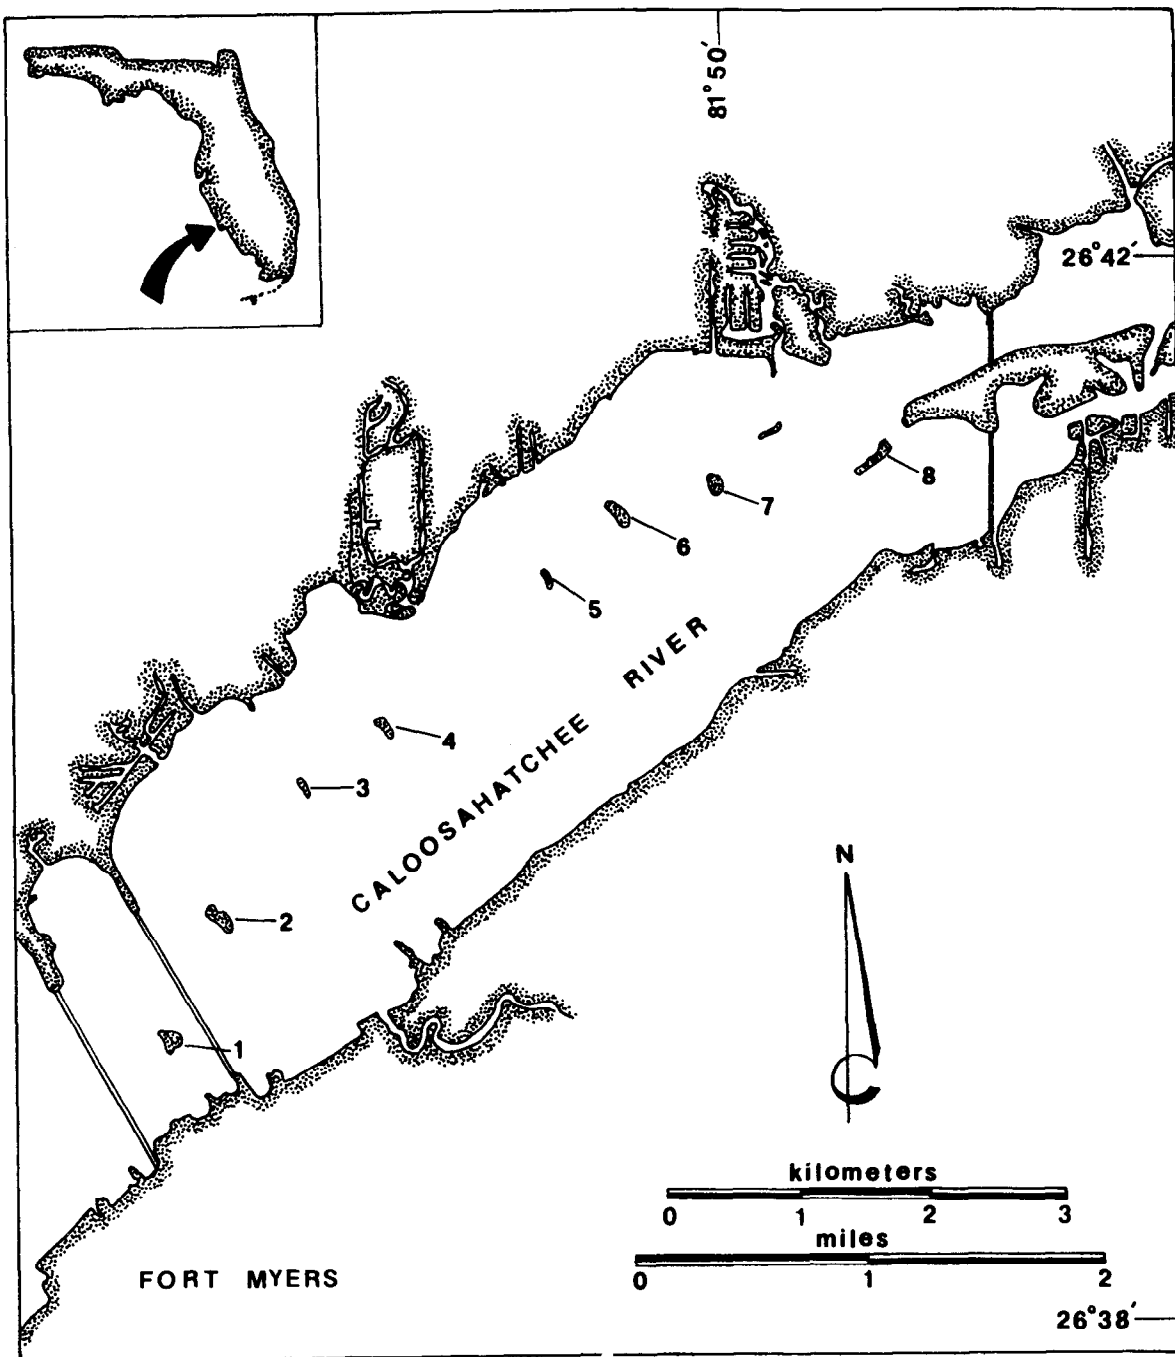 81°50′
26°42′
8
7
6
5
RIVER
CALOOSAHATCHEE
4
3
2
1
N
kilometers
0 1 2 3
miles
0 1 2
FORT MYERS
26°38′